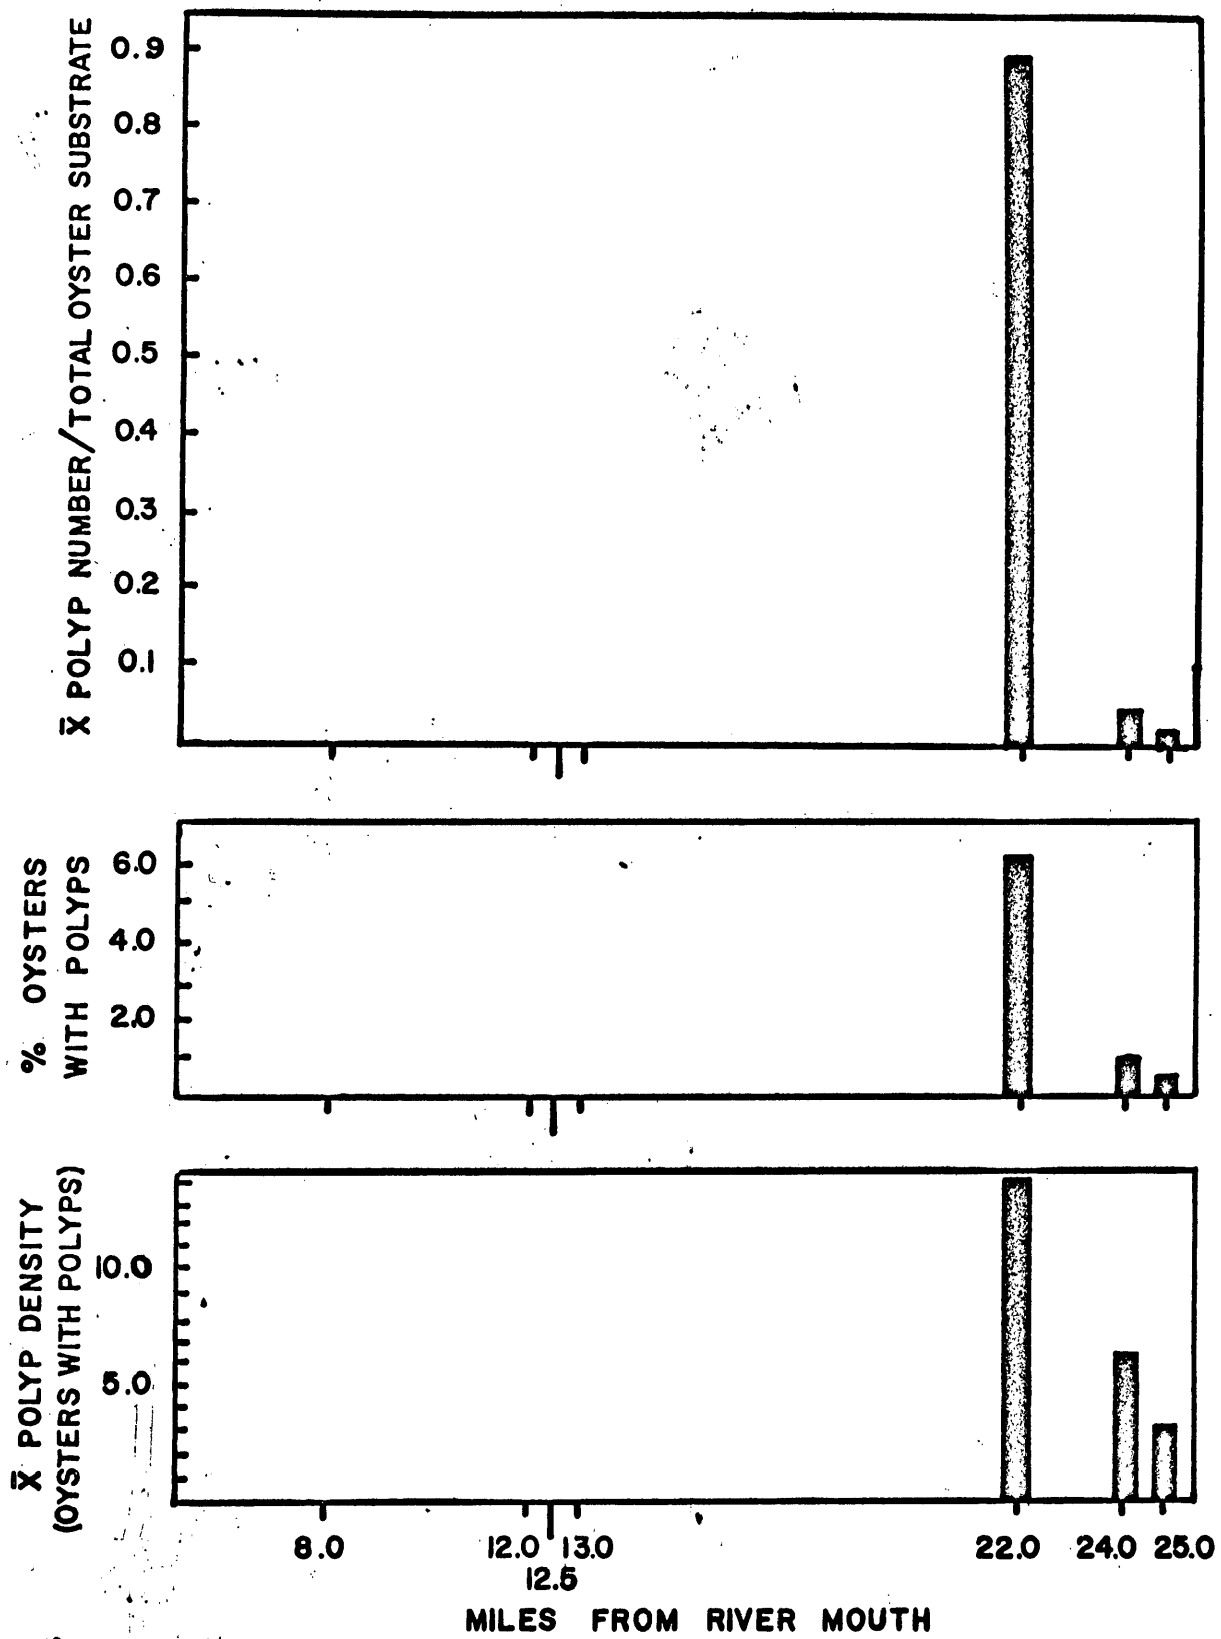 X̄ POLYP NUMBER/TOTAL OYSTER SUBSTRATE
0.9
0.8
0.7
0.6
0.5
0.4
0.3
0.2
0.1
% OYSTERS
WITH POLYPS
6.0
4.0
2.0
X̄ POLYP DENSITY
(OYSTERS WITH POLYPS)
10.0
5.0
8.0 12.0 13.0 22.0 24.0 25.0
12.5
MILES FROM RIVER MOUTH